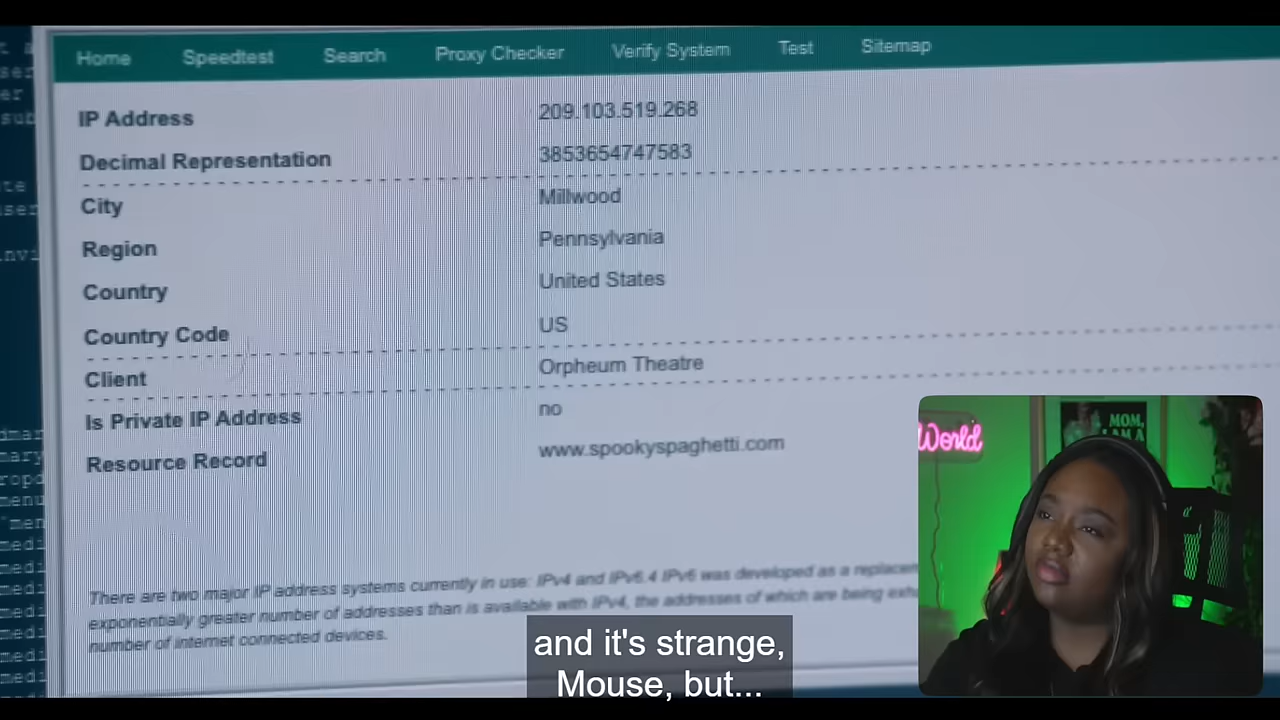 Home Speedtest Search Proxy Checker Verify System Test Sitemap
IP Address 209.103.519.268
Decimal Representation 3853654747583
City Millwood
Region Pennsylvania
Country United States
Country Code US
Client Orpheum Theatre
Is Private IP Address no
Resource Record www.spookyspaghetti.com
There are two major IP address systems currently in use: IPv4 and IPv6.4 IPv6 was developed as a
exponentially greater number of addresses than is available with IPv4, the addresses of which are being
number of internet connected devices.
World
MOM,
I AM A
and it's strange,
Mouse, but...